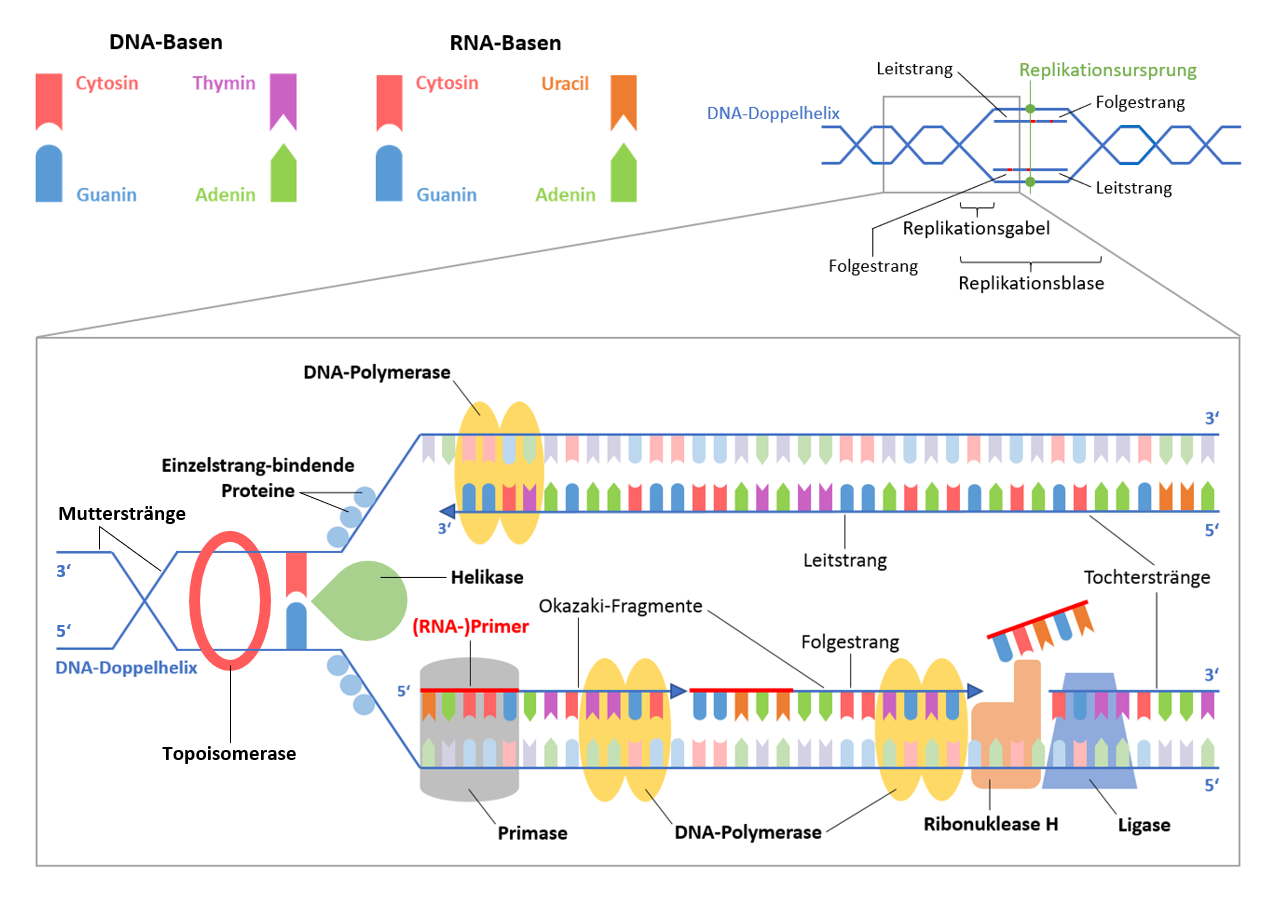 DNA-Basen
RNA-Basen
Cytosin
Thymin
Guanin
Adenin
Cytosin
Uracil
Guanin
Adenin
Leitstrang
Replikationsursprung
Folgestrang
DNA-Doppelhelix
Leitstrang
Replikationsgabel
Folgestrang
Replikationsblase
DNA-Polymerase
3‘
Einzelstrang-bindende
Proteine
Mutterstränge
3‘
5‘
Leitstrang
3‘
Helikase
Tochterstränge
Okazaki-Fragmente
5‘
(RNA-)Primer
Folgestrang
DNA-Doppelhelix
5‘
3‘
Topoisomerase
5‘
Primase
DNA-Polymerase
Ribonuklease H
Ligase